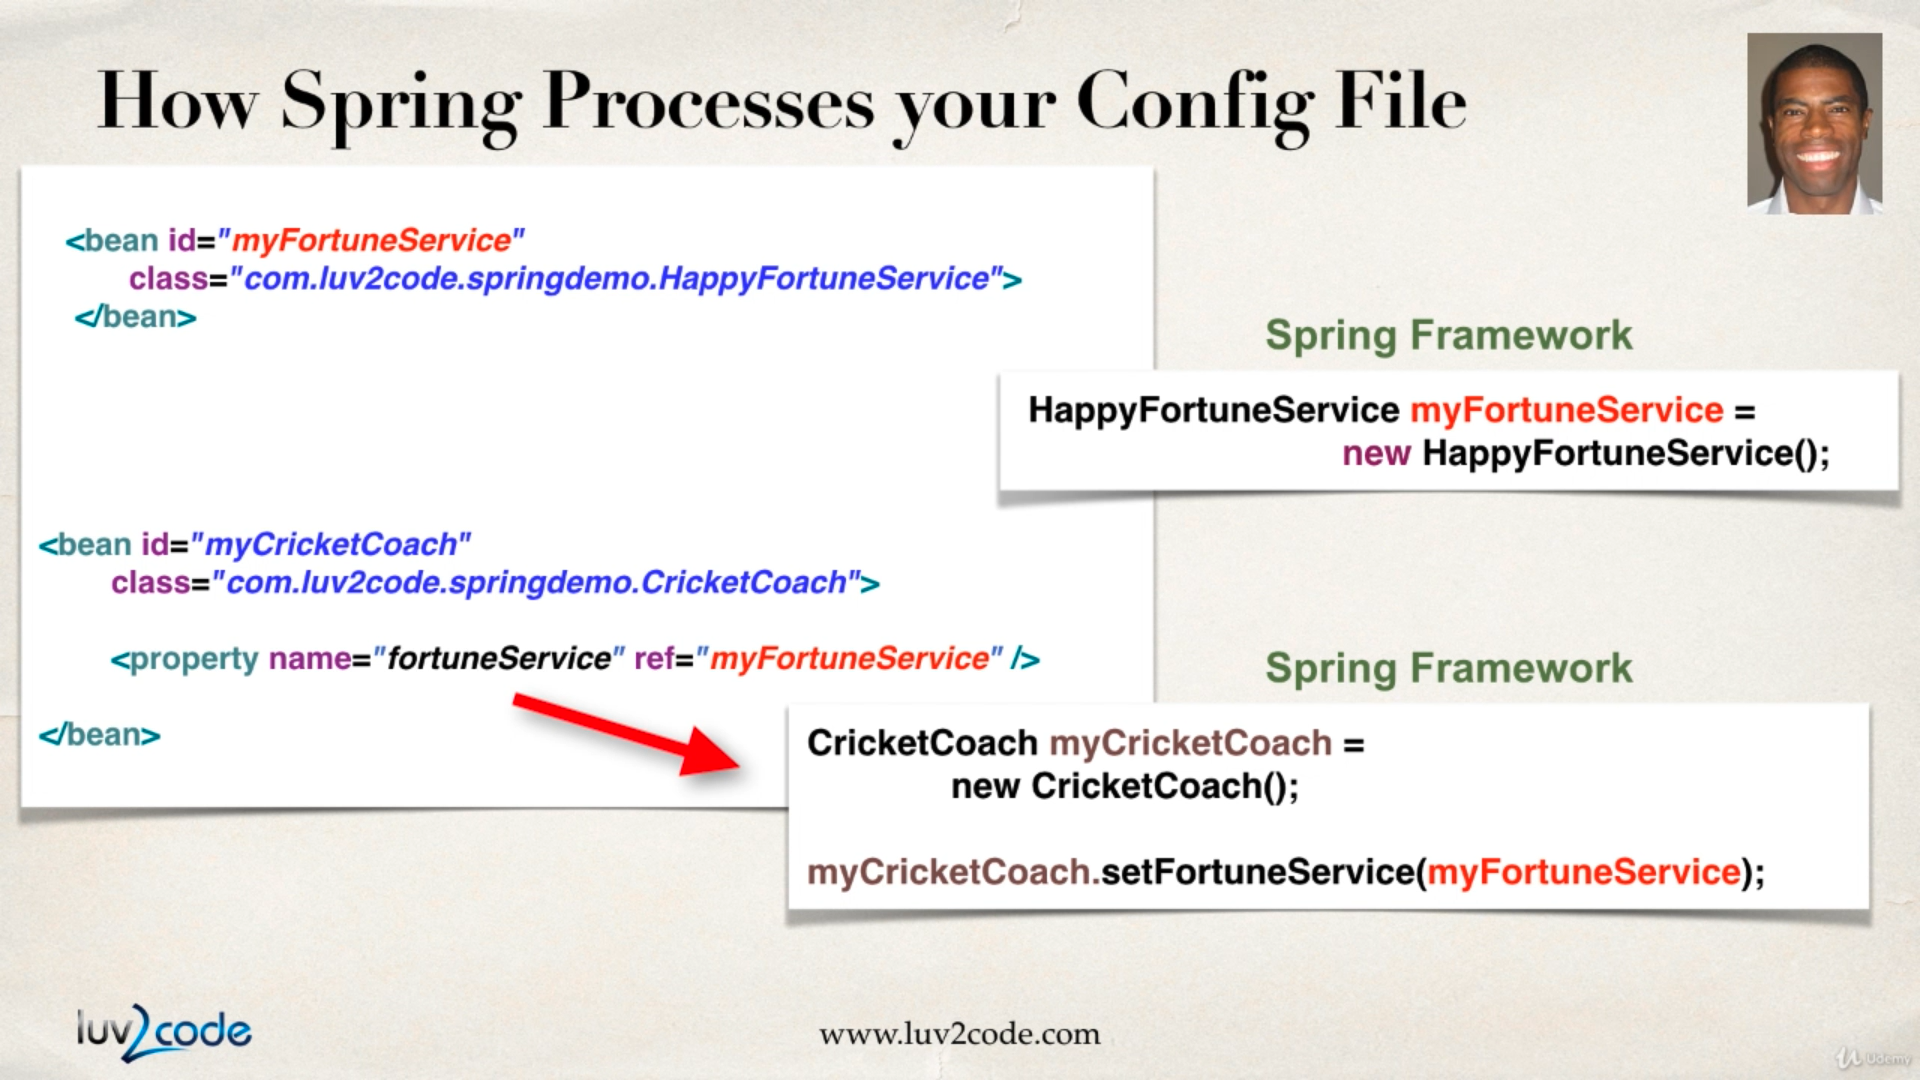 How Spring Processes your Config File
<bean id="myFortuneService"
class="com.luv2code.springdemo.HappyFortuneService">
</bean>
Spring Framework
HappyFortuneService myFortuneService =
new HappyFortuneService();
<bean id="myCricketCoach"
class="com.luv2code.springdemo.CricketCoach">
<property name="fortuneService" ref="myFortuneService" />
</bean>
Spring Framework
CricketCoach myCricketCoach =
new CricketCoach();
myCricketCoach.setFortuneService(myFortuneService);
luv2code
www.luv2code.com
Udemy